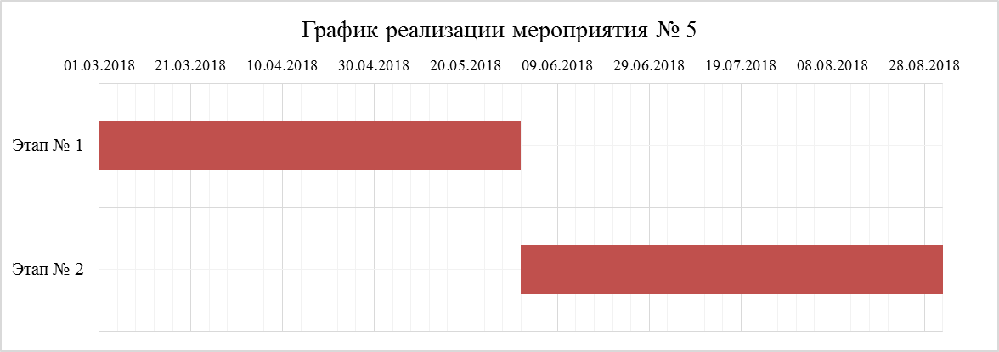 График реализации мероприятия № 5
01.03.2018 21.03.2018 10.04.2018 30.04.2018 20.05.2018 09.06.2018 29.06.2018 19.07.2018 08.08.2018 28.08.2018
Этап № 1
Этап № 2